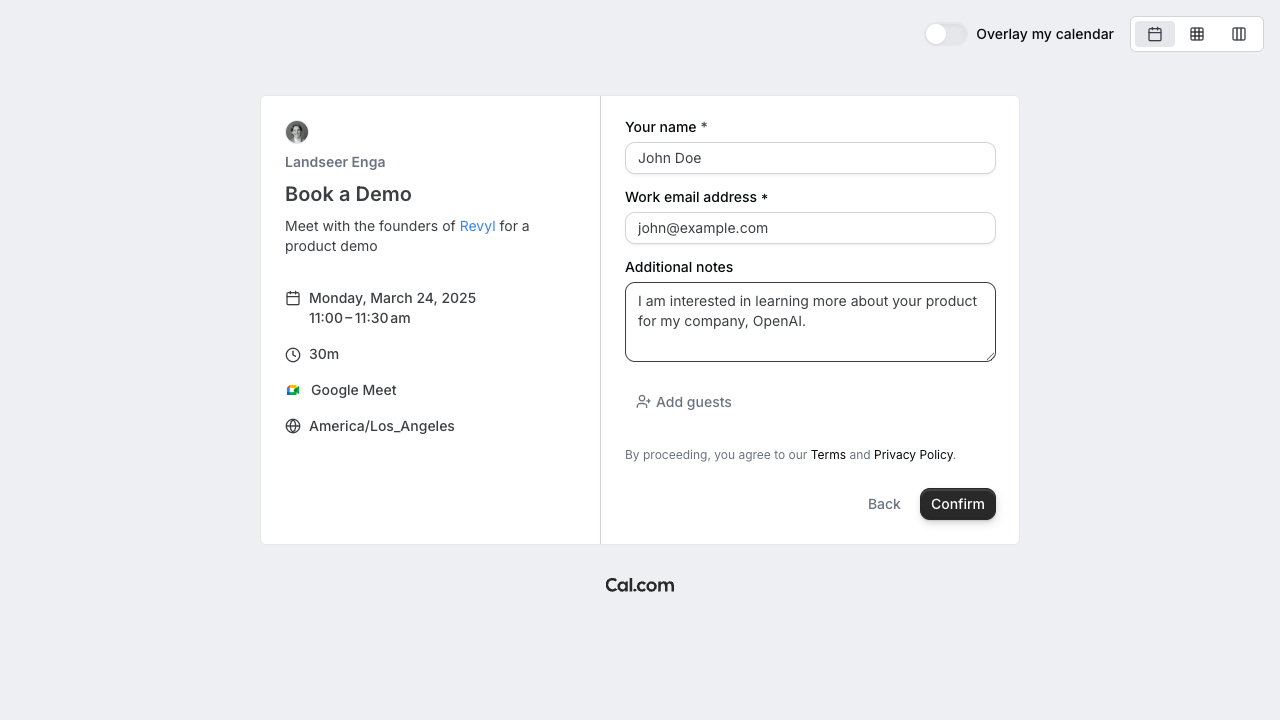 Overlay my calendar
Landseer Enga
Book a Demo
Meet with the founders of Revyl for a
product demo
Monday, March 24, 2025
11:00 – 11:30 am
30m
Google Meet
America/Los_Angeles
Your name *
John Doe
Work email address *
john@example.com
Additional notes
I am interested in learning more about your product
for my company, OpenAI.
Add guests
By proceeding, you agree to our Terms and Privacy Policy.
Back
Confirm
Cal.com